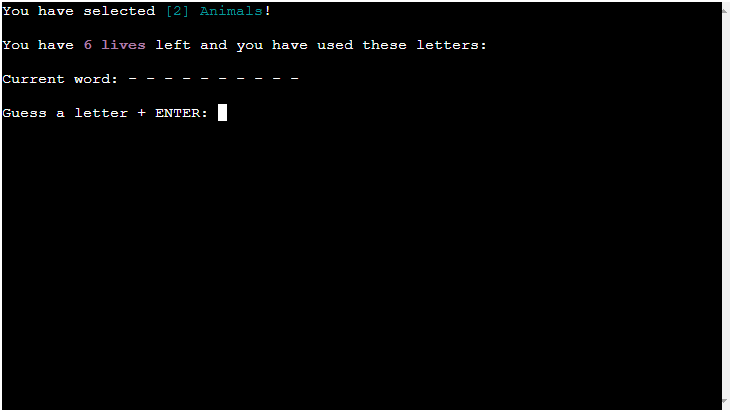 You have selected [2] Animals!
You have 6 lives left and you have used these letters:
Current word: - - - - - - - - - -
Guess a letter + ENTER: